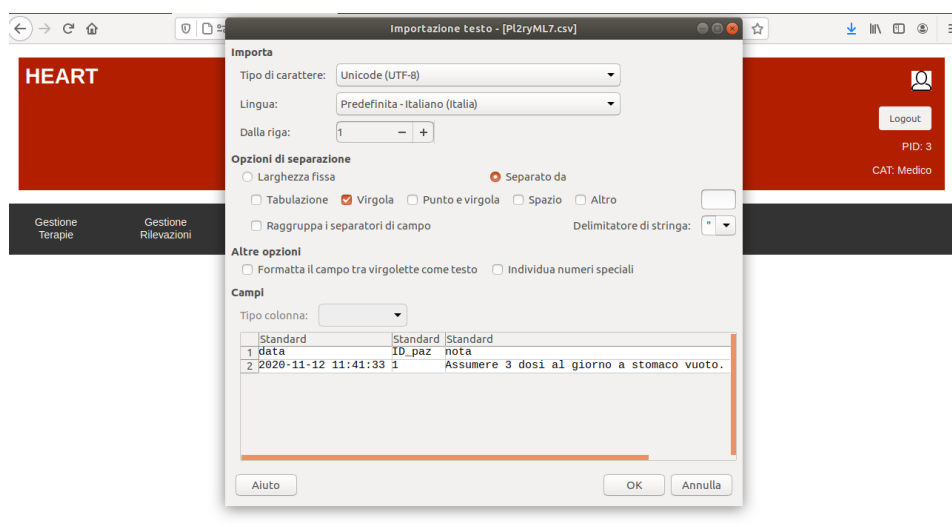 Importazione testo - [Pl2ryML7.csv]
HEART
Logout
PID: 3
CAT: Medico
Gestione
Terapie
Gestione
Rilevazioni
Importa
Tipo di carattere: Unicode (UTF-8)
Lingua: Predefinita - Italiano (Italia)
Dalla riga: 1 − +
Opzioni di separazione
Larghezza fissa Separato da
Tabulazione Virgola Punto e virgola Spazio Altro
Raggruppa i separatori di campo Delimitatore di stringa: "
Altre opzioni
Formatta il campo tra virgolette come testo Individua numeri speciali
Campi
Tipo colonna:
Standard Standard Standard
1 data ID_paz nota
2 2020-11-12 11:41:33 1 Assumere 3 dosi al giorno a stomaco vuoto.
Aiuto OK Annulla